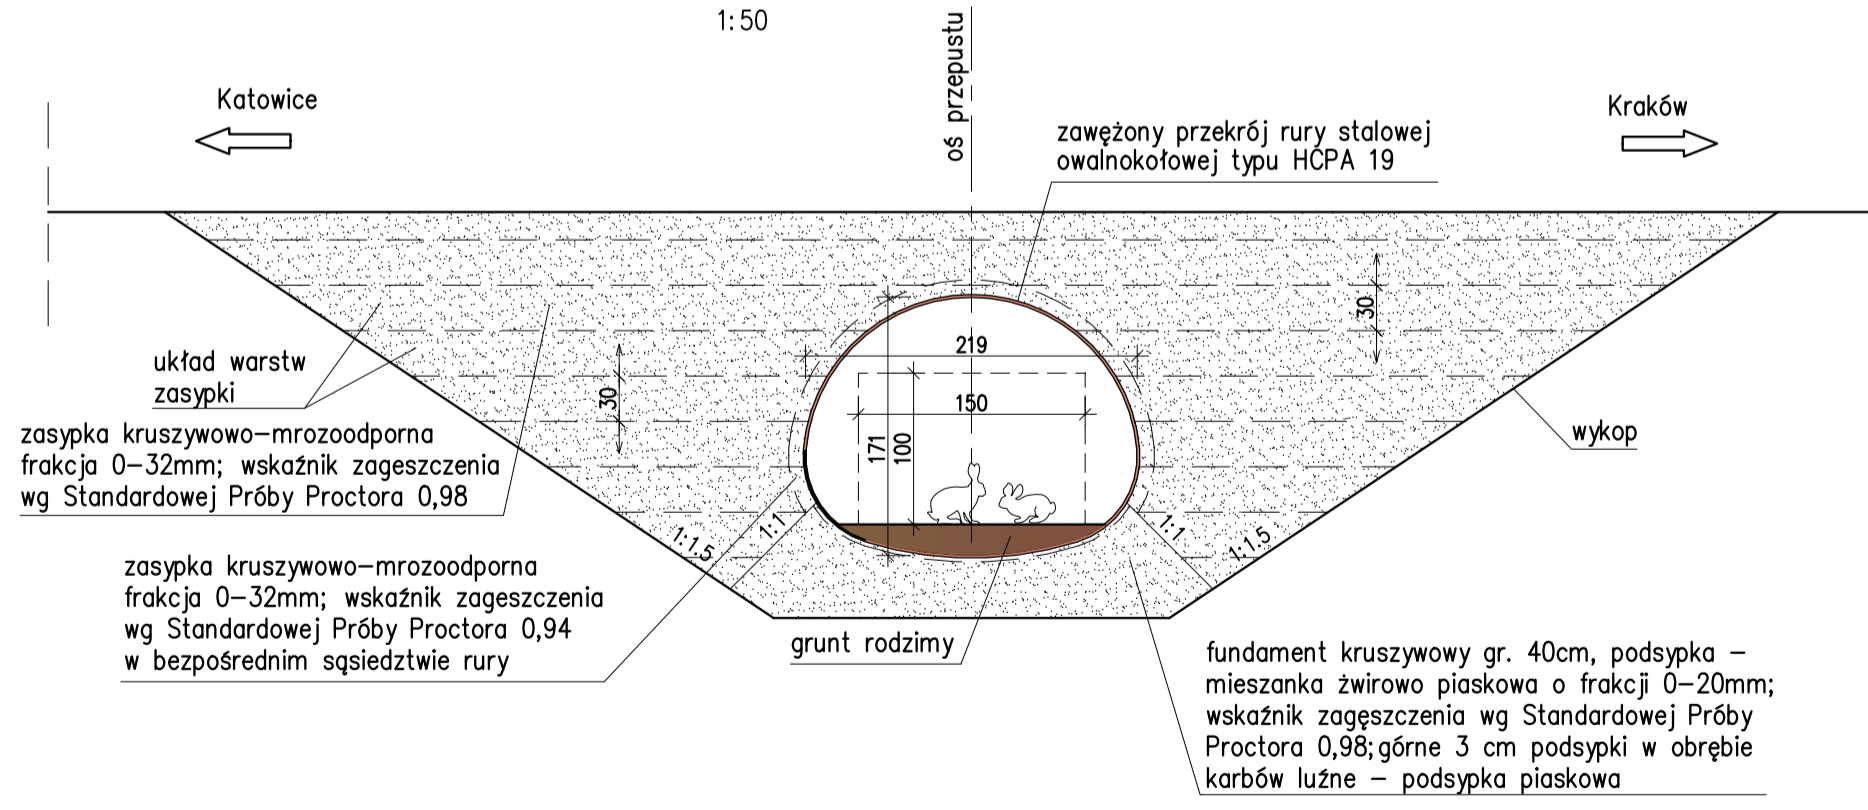 1:50
oś przepustu
Katowice
Kraków
zawężony przekrój rury stalowej
owalnokołowej typu HCPA 19
30
219
układ warstw
zasypki
30
150
171
100
zasypka kruszywowo-mrozoodporna
frakcja 0-32mm; wskaźnik zageszczenia
wg Standardowej Próby Proctora 0,98
wykop
1:1.5
1:1
1:1
1:1.5
zasypka kruszywowo-mrozoodporna
frakcja 0-32mm; wskaźnik zageszczenia
wg Standardowej Próby Proctora 0,94
w bezpośrednim sąsiedztwie rury
grunt rodzimy
fundament kruszywowy gr. 40cm, podsypka -
mieszanka żwirowo piaskowa o frakcji 0-20mm;
wskaźnik zagęszczenia wg Standardowej Próby
Proctora 0,98; górne 3 cm podsypki w obrębie
karbów luźne - podsypka piaskowa